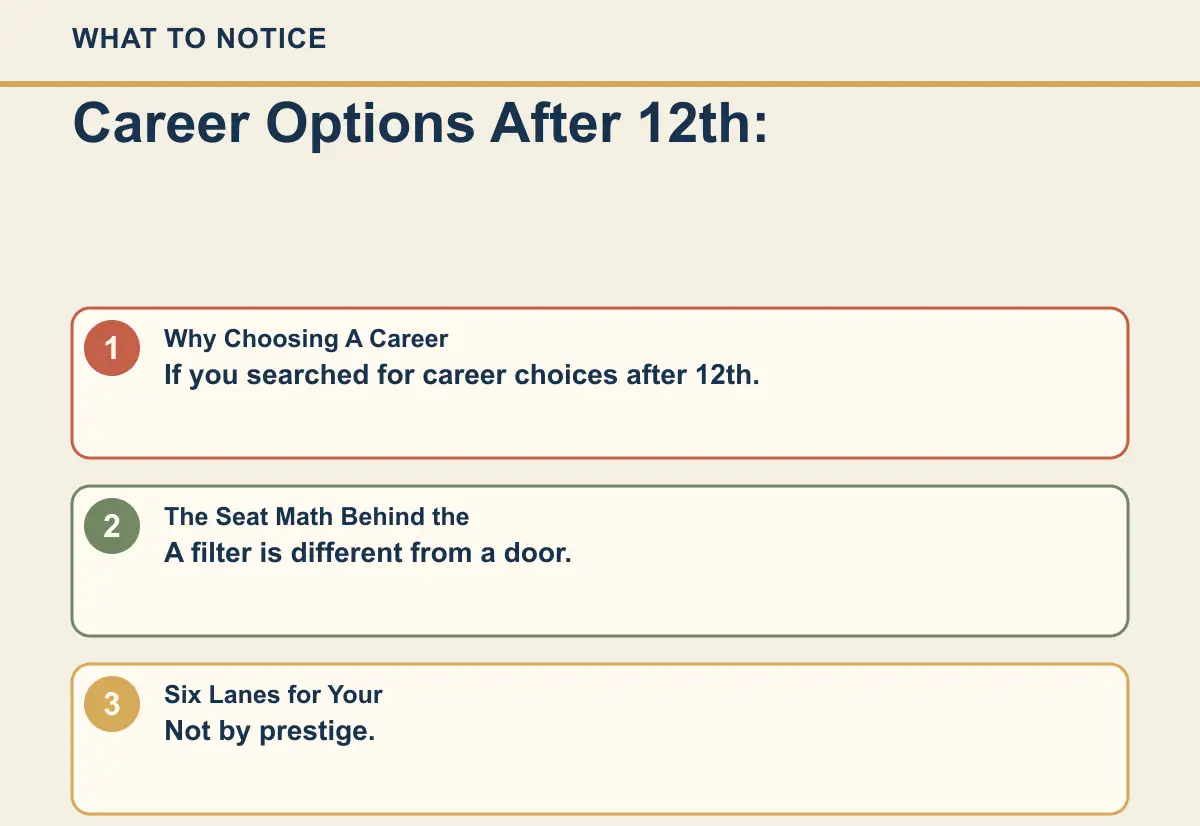 WHAT TO NOTICE
Career Options After 12th:
1
Why Choosing A Career
If you searched for career choices after 12th.
2
The Seat Math Behind the
A filter is different from a door.
3
Six Lanes for Your
Not by prestige.